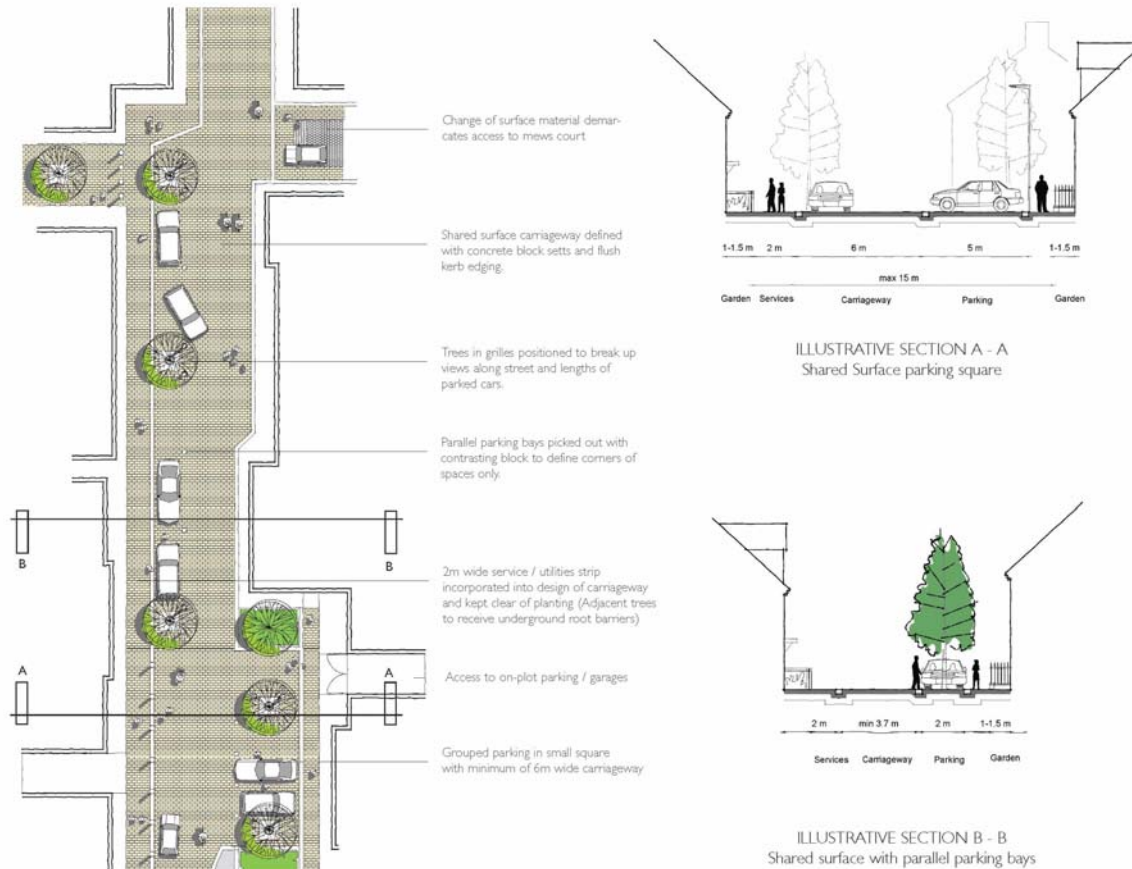 Change of surface material demar-
cates access to mews court
Shared surface carriageway defined
with concrete block setts and flush
kerb edging.
Trees in grilles positioned to break up
views along street and lengths of
parked cars.
Parallel parking bays picked out with
contrasting block to define corners of
spaces only.
B
B
2m wide service / utilities strip
incorporated into design of carriageway
and kept clear of planting (Adjacent trees
to receive underground root barriers)
A
A
Access to on-plot parking / garages
Grouped parking in small square
with minimum of 6m wide carriageway
1-1.5 m 2 m 6 m 5 m 1-1.5 m
max 15 m
Garden Services Carriageway Parking Garden
ILLUSTRATIVE SECTION A - A
Shared Surface parking square
2 m min 3.7 m 2 m 1-1.5 m
Services Carriageway Parking Garden
ILLUSTRATIVE SECTION B - B
Shared surface with parallel parking bays